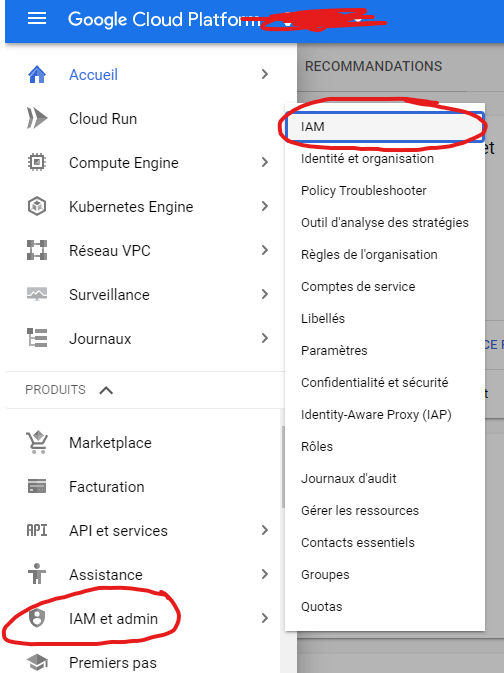 Google Cloud Platform
Accueil
Cloud Run
Compute Engine
Kubernetes Engine
Réseau VPC
Surveillance
Journaux
PRODUITS
Marketplace
Facturation
API
API et services
Assistance
IAM et admin
Premiers pas
RECOMMANDATIONS
IAM
Identité et organisation
Policy Troubleshooter
Outil d'analyse des stratégies
Règles de l'organisation
Comptes de service
Libellés
Paramètres
Confidentialité et sécurité
Identity-Aware Proxy (IAP)
Rôles
Journaux d'audit
Gérer les ressources
Contacts essentiels
Groupes
Quotas